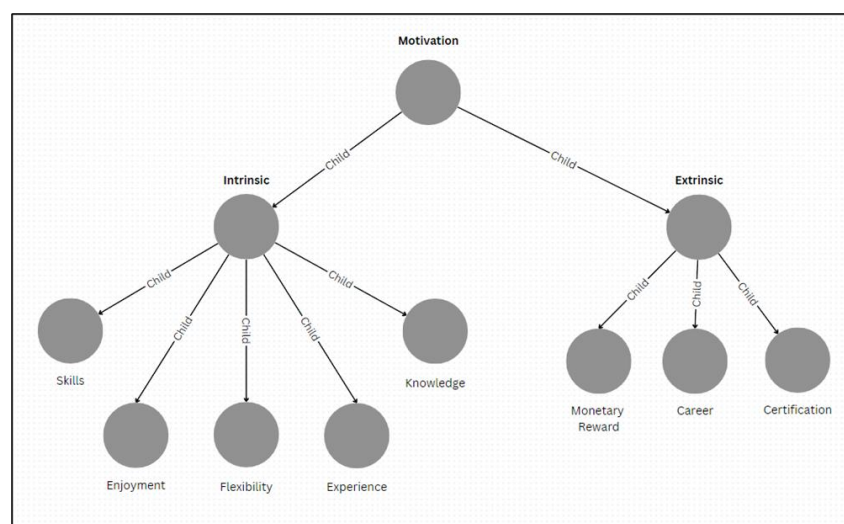 Motivation
Child
Child
Intrinsic
Extrinsic
Child
Child
Child
Child
Child
Child
Child
Child
Skills
Knowledge
Monetary
Reward
Career
Certification
Enjoyment
Flexibility
Experience